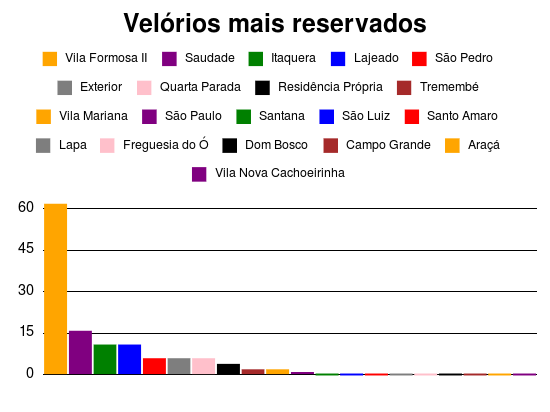 Velórios mais reservados
Vila Formosa II Saudade Itaquera Lajeado São Pedro
Exterior Quarta Parada Residência Própria Tremembé
Vila Mariana São Paulo Santana São Luiz Santo Amaro
Lapa Freguesia do Ó Dom Bosco Campo Grande Araçá
Vila Nova Cachoeirinha
60
45
30
15
0